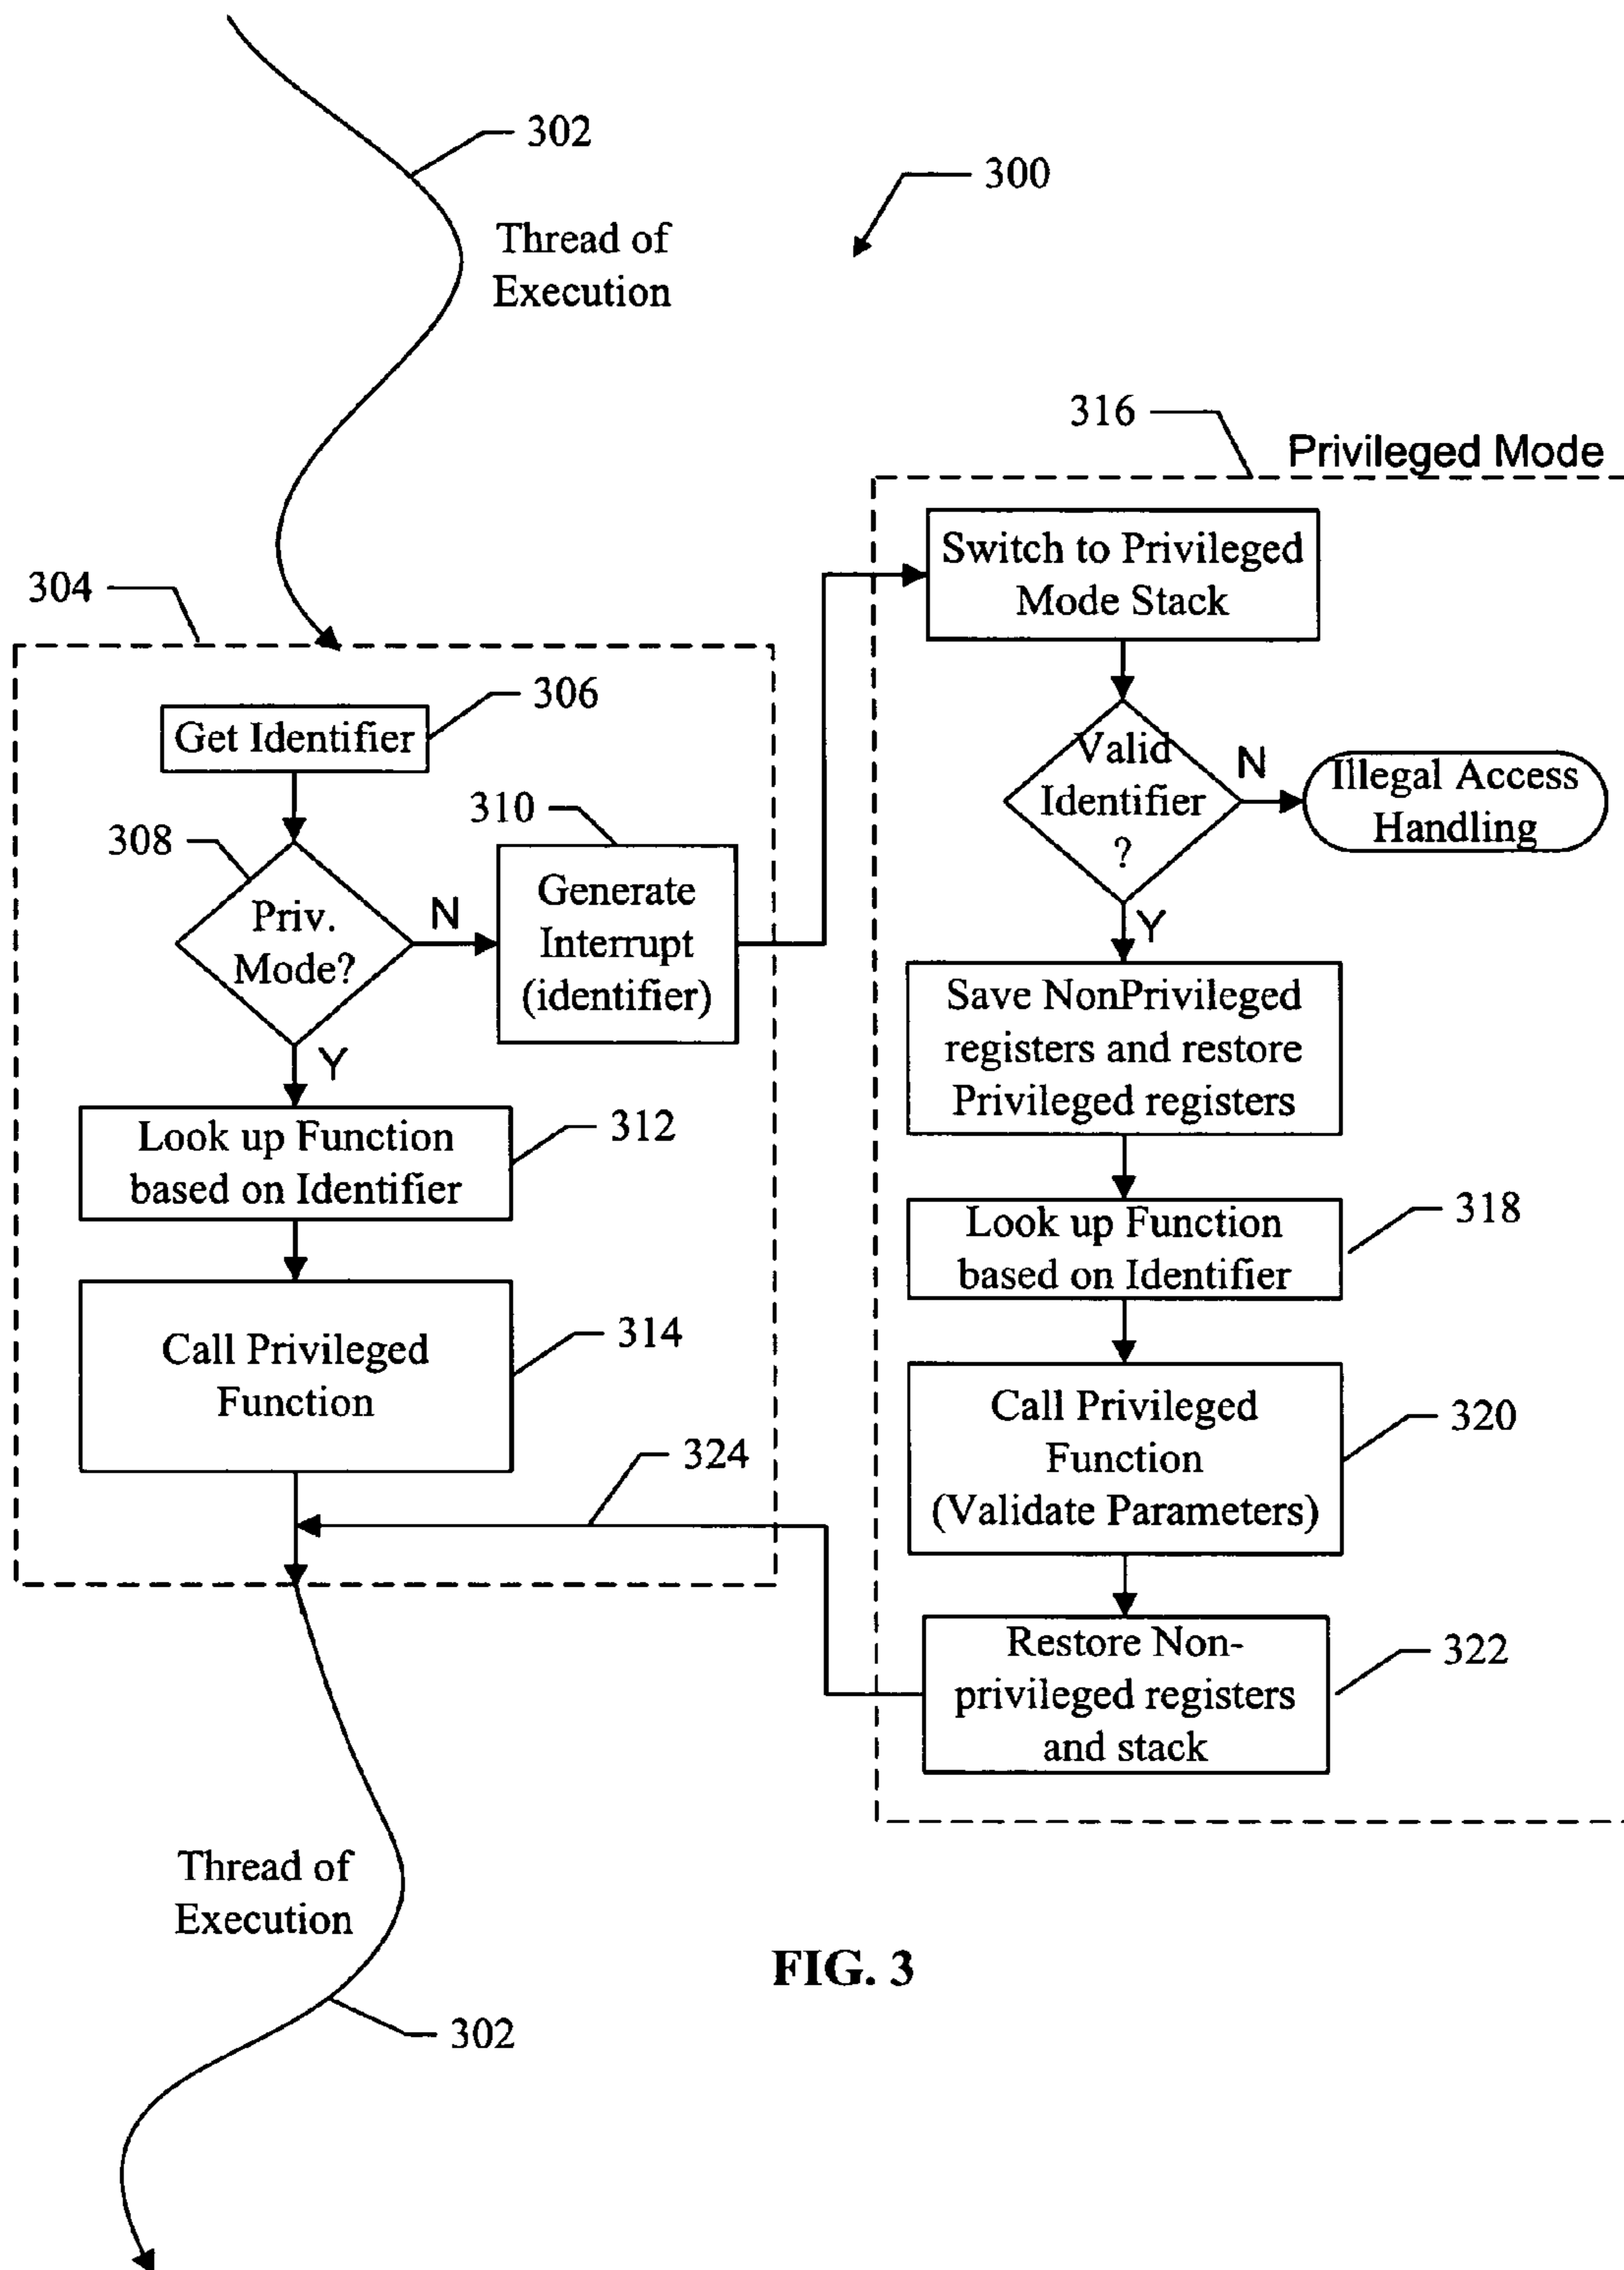 302
300
Thread of
Execution
316
Privileged Mode
Switch to Privileged
Mode Stack
304
306
Get Identifier
Valid
Identifier
?
N
Illegal Access
Handling
310
308
Generate
Interrupt
(identifier)
Priv.
Mode?
N
Y
Y
Save NonPrivileged
registers and restore
Privileged registers
Look up Function
based on Identifier
312
Look up Function
based on Identifier
318
Call Privileged
Function
314
Call Privileged
Function
(Validate Parameters)
320
324
Restore Non-
privileged registers
and stack
322
Thread of
Execution
FIG. 3
302